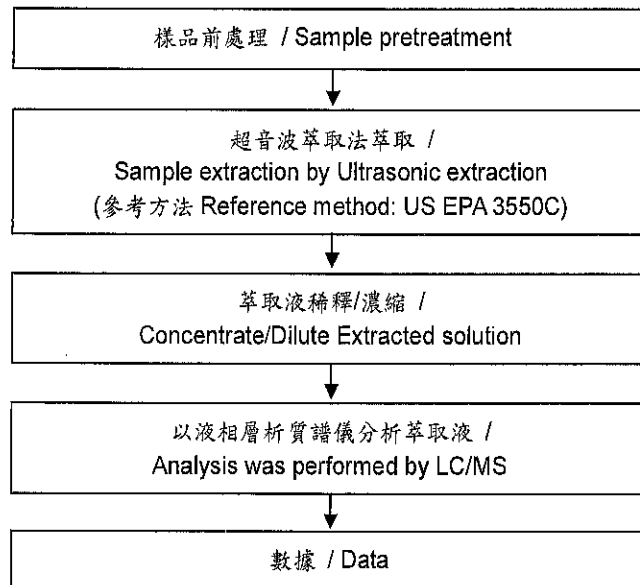 樣品前處理 / Sample pretreatment
超音波萃取法萃取 /
Sample extraction by Ultrasonic extraction
(參考方法 Reference method: US EPA 3550C)
萃取液稀釋/濃縮 /
Concentrate/Dilute Extracted solution
以液相層析質譜儀分析萃取液 /
Analysis was performed by LC/MS
數據 / Data